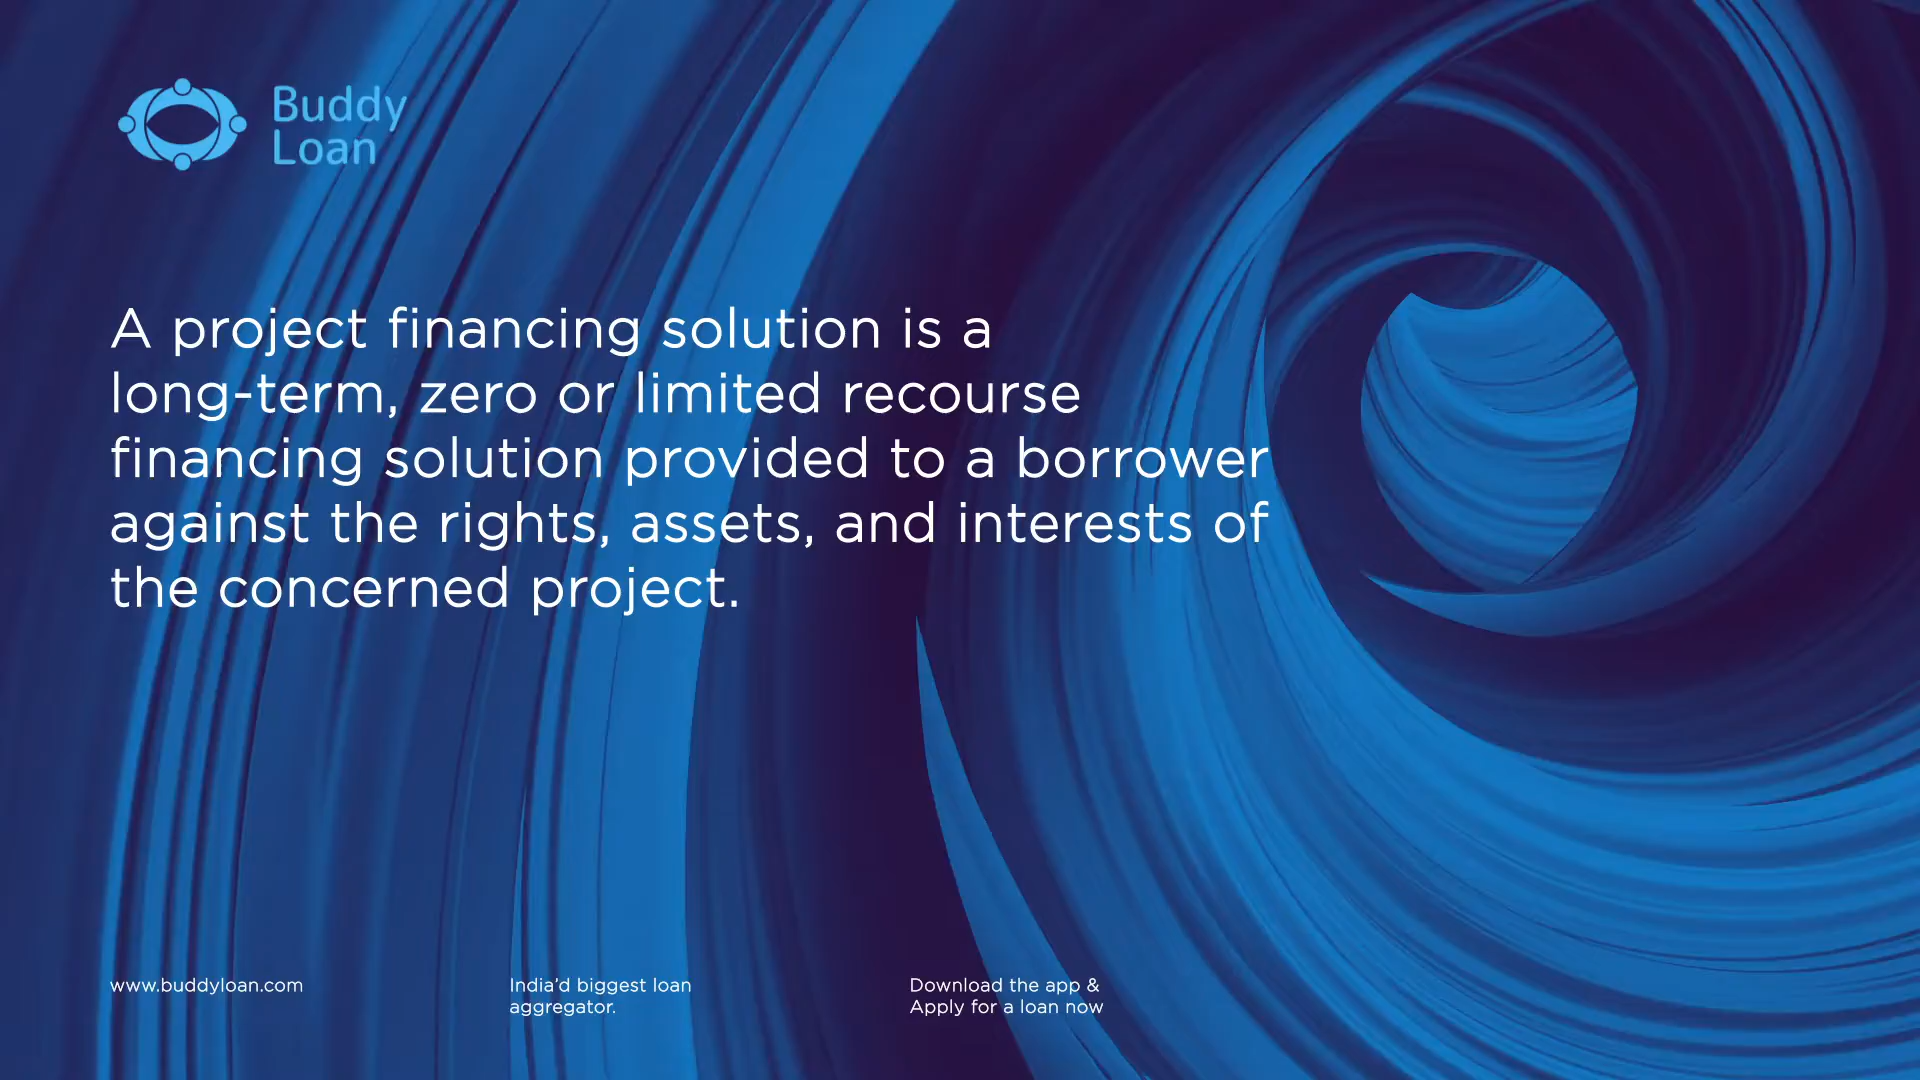 Buddy
Loan
A project financing solution is a
long-term, zero or limited recourse
financing solution provided to a borrower
against the rights, assets, and interests of
the concerned project.
www.buddyloan.com
India’d biggest loan
aggregator.
Download the app &
Apply for a loan now